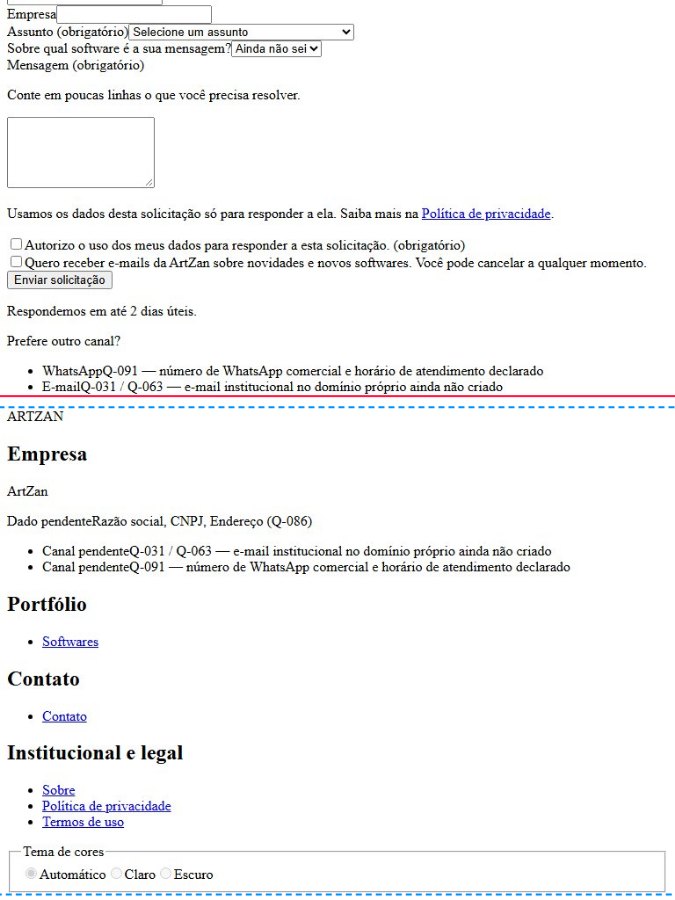 Empresa
Assunto (obrigatório) Selecione um assunto
Sobre qual software é a sua mensagem? Ainda não sei
Mensagem (obrigatório)
Conte em poucas linhas o que você precisa resolver.
Usamos os dados desta solicitação só para responder a ela. Saiba mais na Política de privacidade.
Autorizo o uso dos meus dados para responder a esta solicitação. (obrigatório)
Quero receber e-mails da ArtZan sobre novidades e novos softwares. Você pode cancelar a qualquer momento.
Enviar solicitação
Respondemos em até 2 dias úteis.
Prefere outro canal?
WhatsAppQ-091 — número de WhatsApp comercial e horário de atendimento declarado
E-mailQ-031 / Q-063 — e-mail institucional no domínio próprio ainda não criado
ARTZAN
Empresa
ArtZan
Dado pendenteRazão social, CNPJ, Endereço (Q-086)
Canal pendenteQ-031 / Q-063 — e-mail institucional no domínio próprio ainda não criado
Canal pendenteQ-091 — número de WhatsApp comercial e horário de atendimento declarado
Portfólio
Softwares
Contato
Contato
Institucional e legal
Sobre
Política de privacidade
Termos de uso
Tema de cores
Automático Claro Escuro